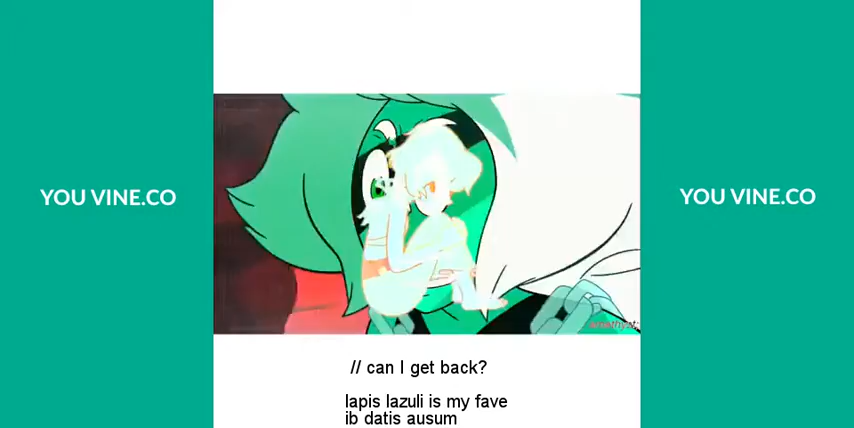 YOU VINE.CO
YOU VINE.CO
// can I get back?
lapis lazuli is my fave
ib datis ausum